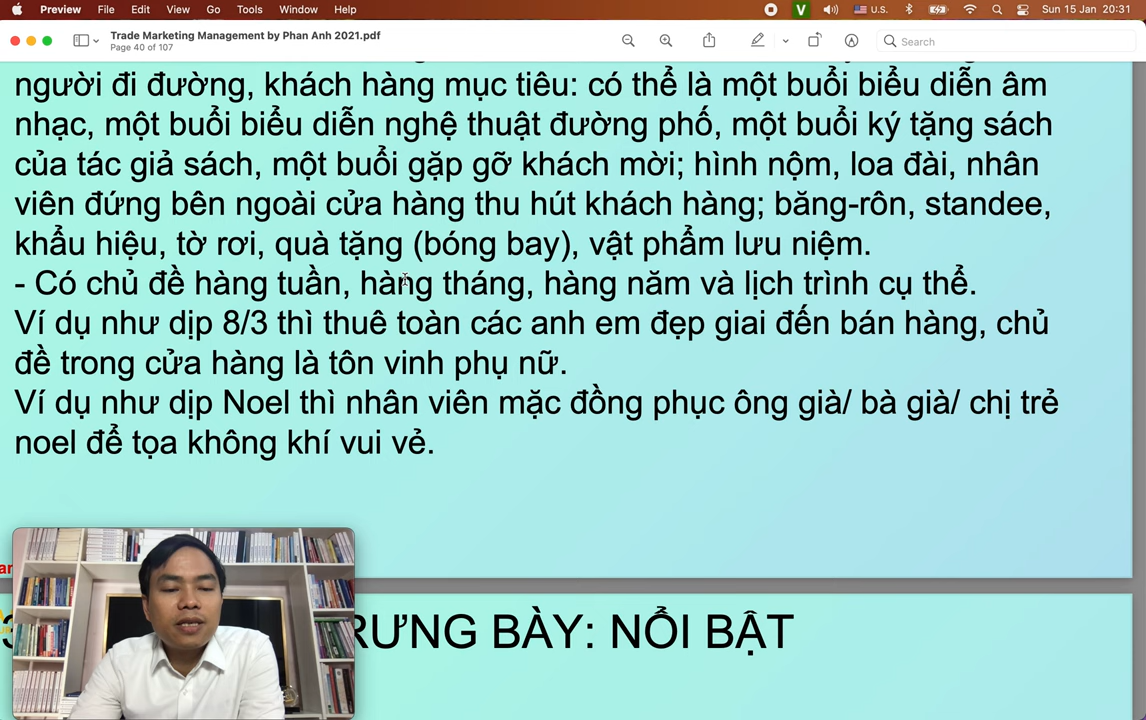 Preview File Edit View Go Tools Window Help V U.S. Sun 15 Jan 20:31
Trade Marketing Management by Phan Anh 2021.pdf
Page 40 of 107
Search
người đi đường, khách hàng mục tiêu: có thể là một buổi biểu diễn âm
nhạc, một buổi biểu diễn nghệ thuật đường phố, một buổi ký tặng sách
của tác giả sách, một buổi gặp gỡ khách mời; hình nộm, loa đài, nhân
viên đứng bên ngoài cửa hàng thu hút khách hàng; băng-rôn, standee,
khẩu hiệu, tờ rơi, quà tặng (bóng bay), vật phẩm lưu niệm.
- Có chủ đề hàng tuần, hàng tháng, hàng năm và lịch trình cụ thể.
Ví dụ như dịp 8/3 thì thuê toàn các anh em đẹp giai đến bán hàng, chủ
đề trong cửa hàng là tôn vinh phụ nữ.
Ví dụ như dịp Noel thì nhân viên mặc đồng phục ông già/ bà già/ chị trẻ
noel để tọa không khí vui vẻ.
RƯNG BÀY: NỔI BẬT